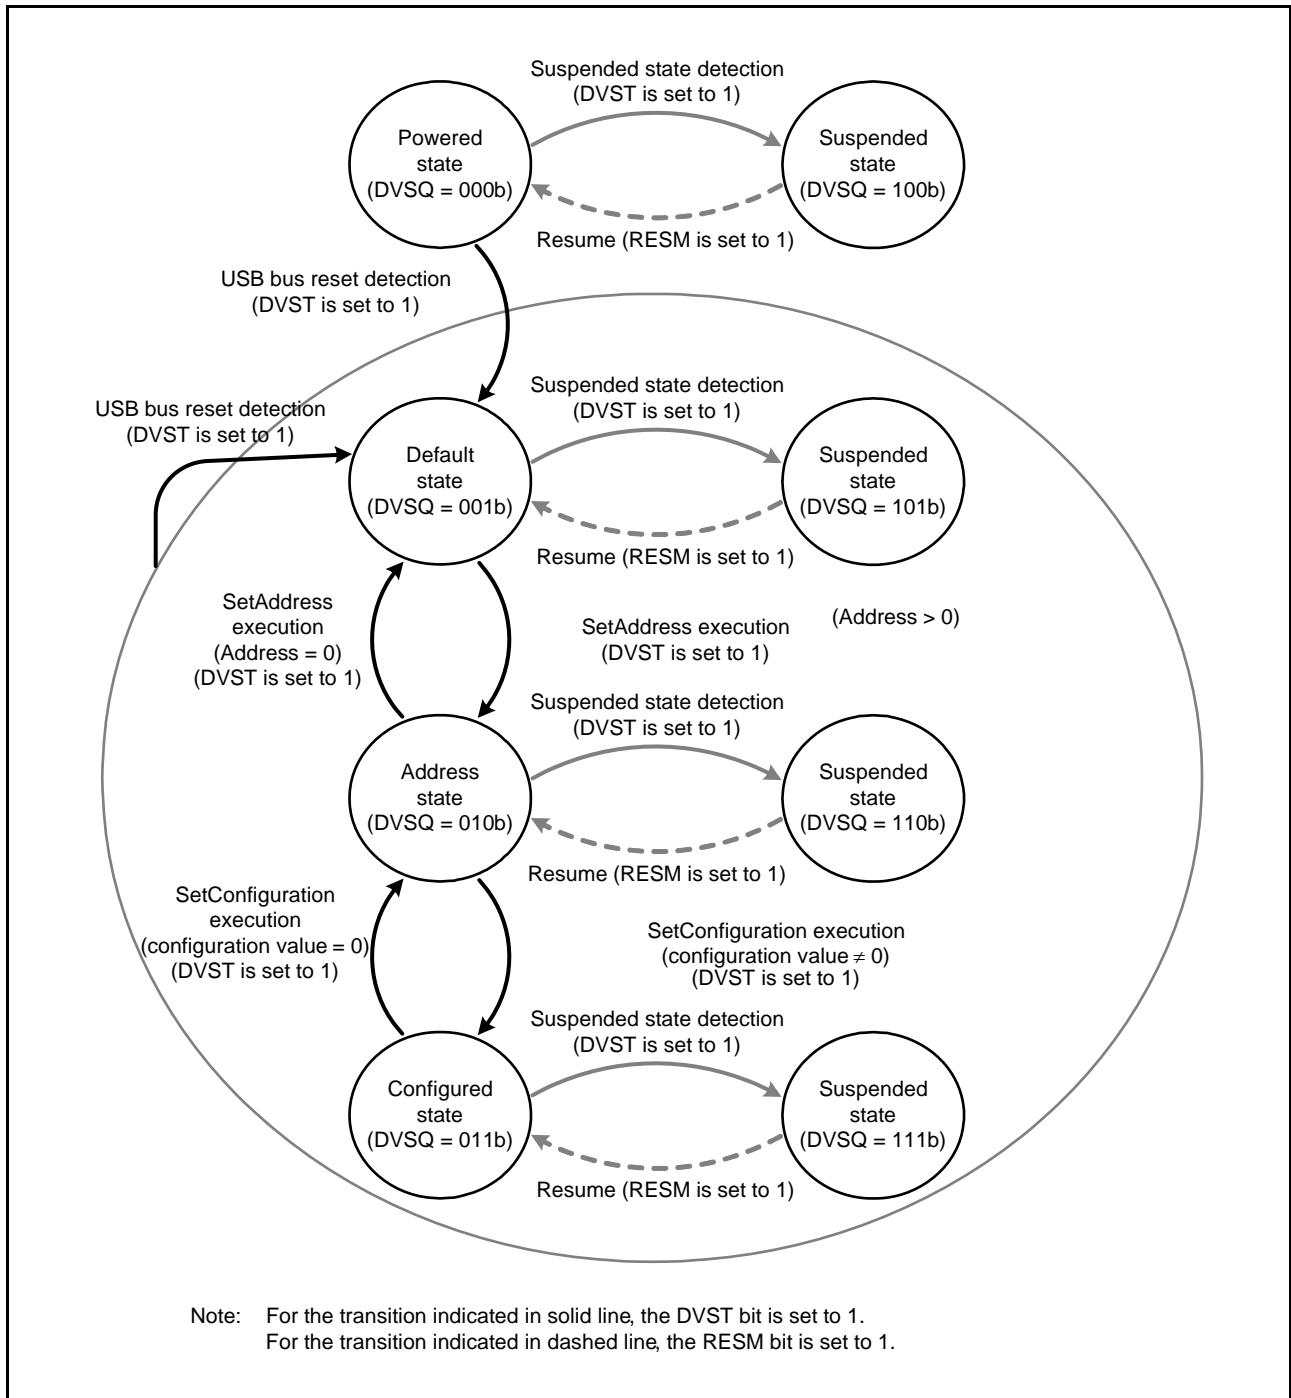 Suspended state detection
(DVST is set to 1)
Powered
state
(DVSQ = 000b)
Suspended
state
(DVSQ = 100b)
Resume (RESM is set to 1)
USB bus reset detection
(DVST is set to 1)
Suspended state detection
(DVST is set to 1)
USB bus reset detection
(DVST is set to 1)
Default
state
(DVSQ = 001b)
Suspended
state
(DVSQ = 101b)
Resume (RESM is set to 1)
SetAddress
execution
(Address = 0)
(DVST is set to 1)
SetAddress execution
(DVST is set to 1)
(Address > 0)
Suspended state detection
(DVST is set to 1)
Address
state
(DVSQ = 010b)
Suspended
state
(DVSQ = 110b)
Resume (RESM is set to 1)
SetConfiguration
execution
(configuration value = 0)
(DVST is set to 1)
SetConfiguration execution
(configuration value ≠ 0)
(DVST is set to 1)
Suspended state detection
(DVST is set to 1)
Configured
state
(DVSQ = 011b)
Suspended
state
(DVSQ = 111b)
Resume (RESM is set to 1)
Note: For the transition indicated in solid line, the DVST bit is set to 1.
For the transition indicated in dashed line, the RESM bit is set to 1.